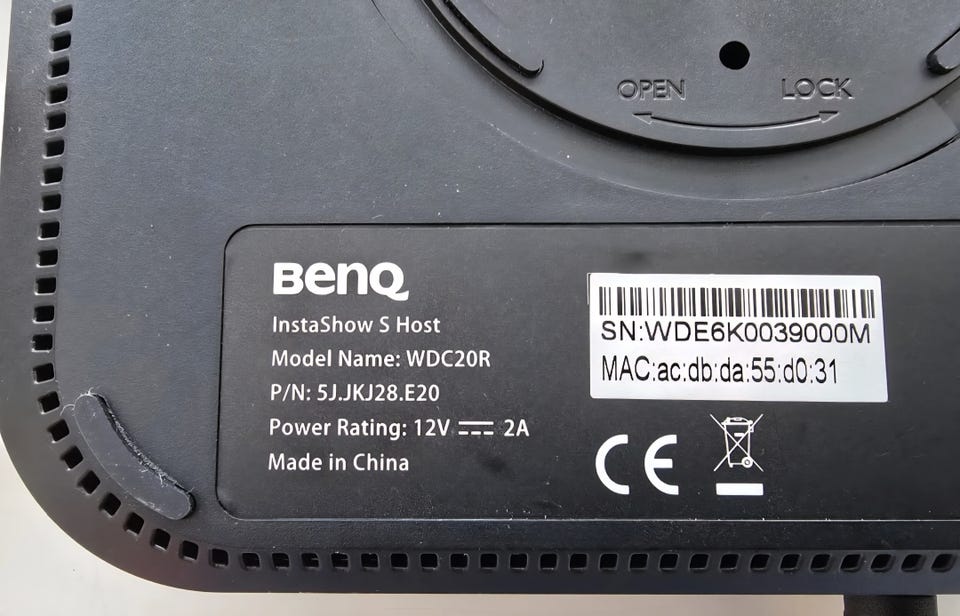 OPEN LOCK
BenQ
InstaShow S Host
Model Name: WDC20R
P/N: 5J.JKJ28.E20
Power Rating: 12V ⎓ 2A
Made in China
SN:WDE6K0039000M
MAC:ac:db:da:55:d0:31
CE